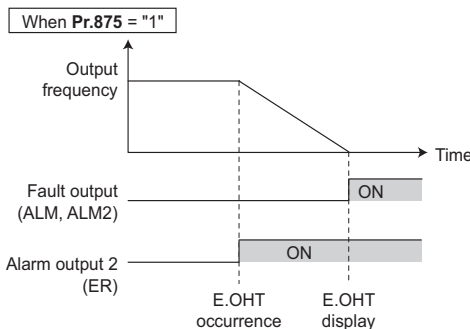 When Pr.875 = "1"
Output
frequency
Time
Fault output
(ALM, ALM2)
ON
Alarm output 2
(ER)
ON
E.OHT
occurrence
E.OHT
display